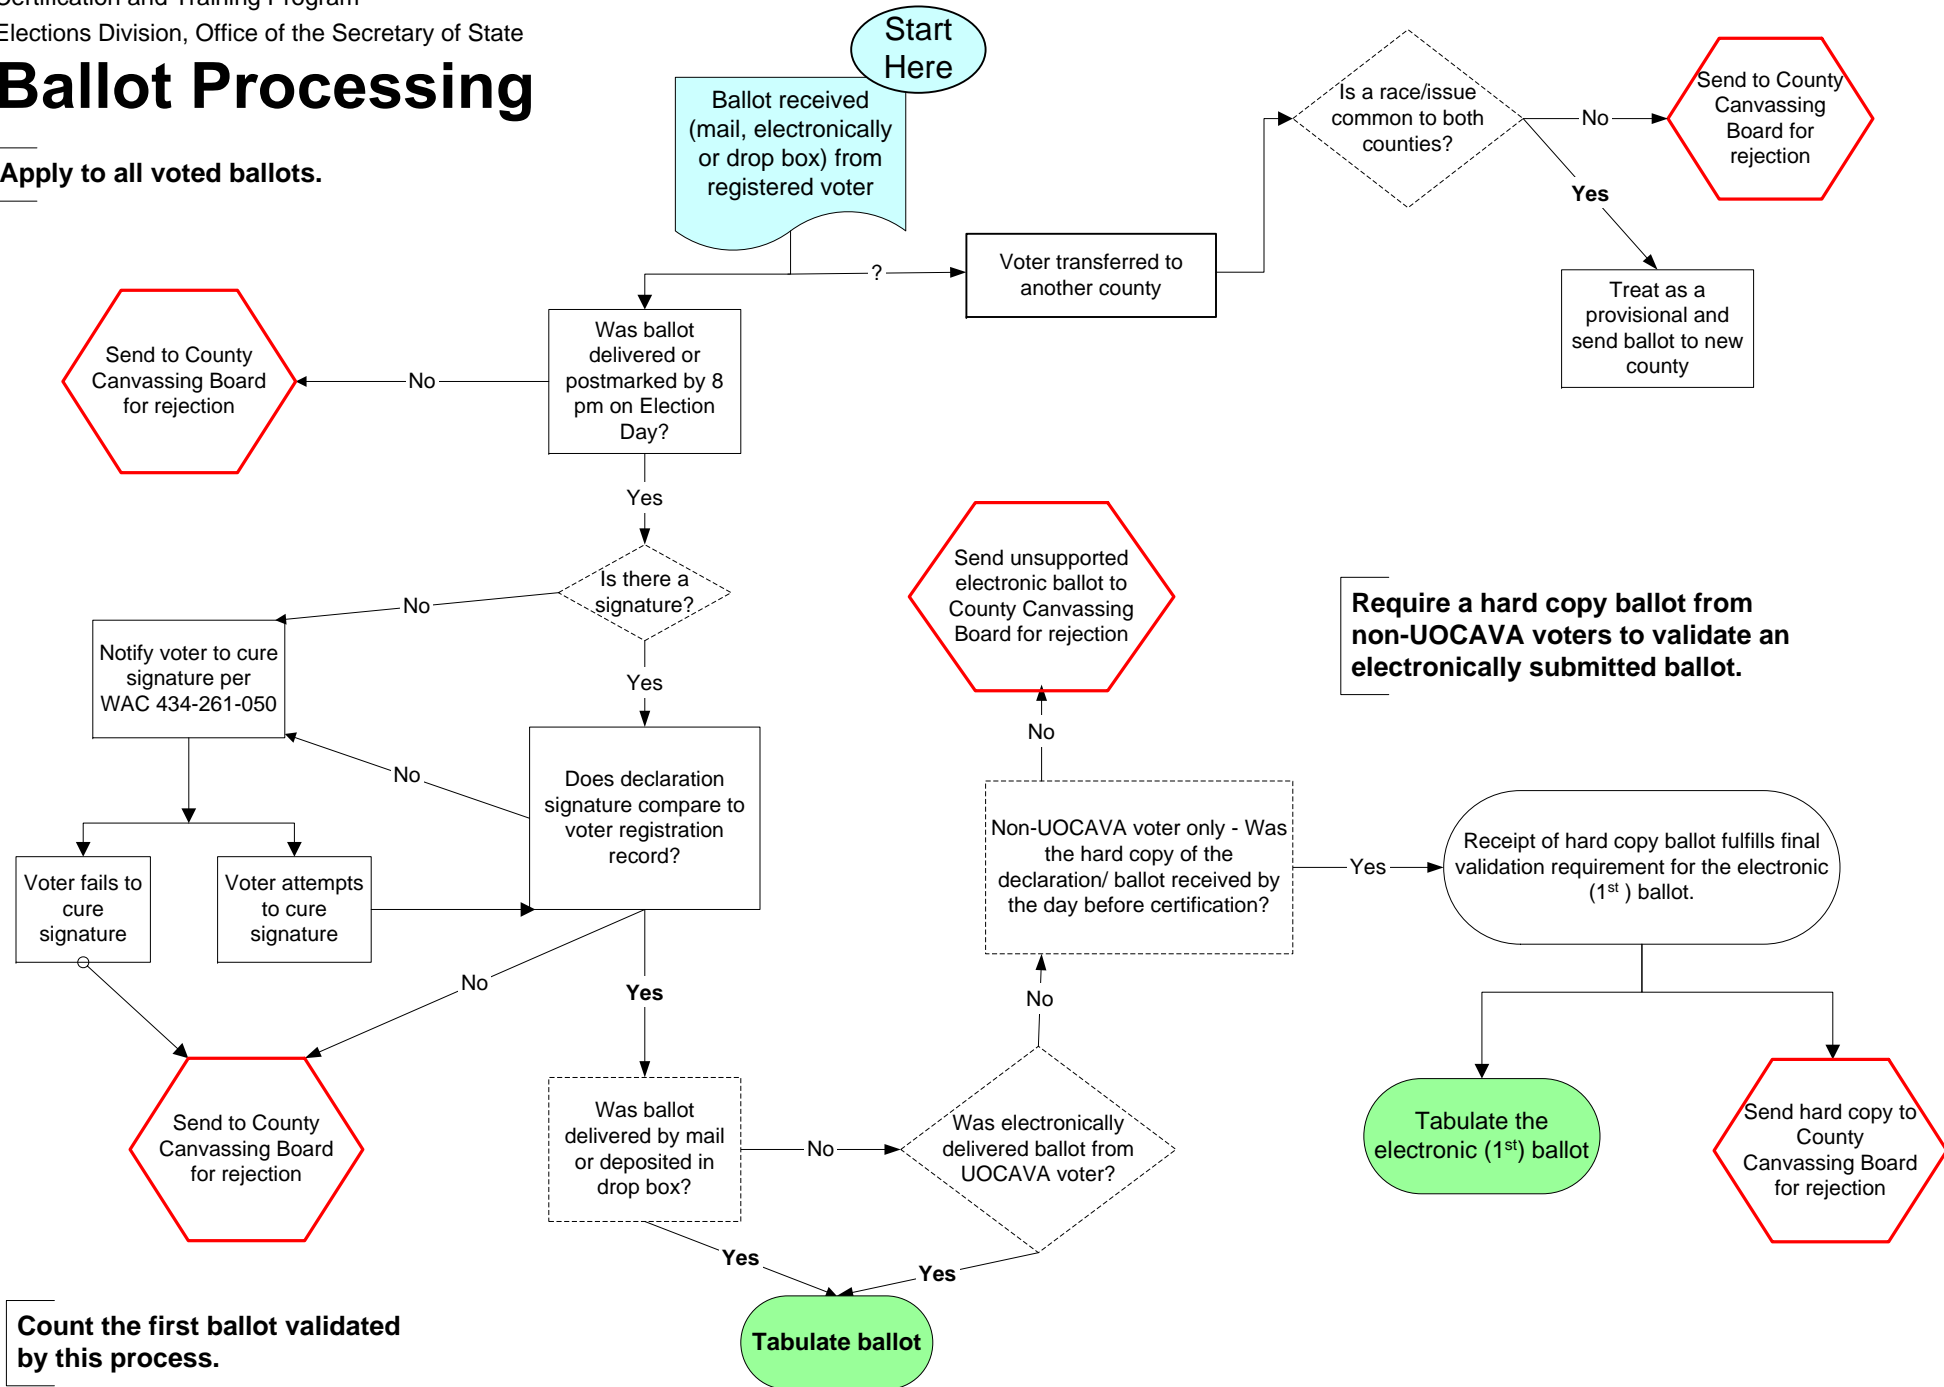 Certification and Training Program
Elections Division, Office of the Secretary of State
Ballot Processing
Apply to all voted ballots.
Start
Here
Ballot received
(mail, electronically
or drop box) from
registered voter
?
Voter transferred to
another county
Is a race/issue
common to both
counties?
No
Send to County
Canvassing
Board for
rejection
Yes
Treat as a
provisional and
send ballot to new
county
Was ballot
delivered or
postmarked by 8
pm on Election
Day?
No
Send to County
Canvassing Board
for rejection
Yes
Is there a
signature?
No
Notify voter to cure
signature per
WAC 434-261-050
Yes
Does declaration
signature compare to
voter registration
record?
No
Voter fails to
cure
signature
Voter attempts
to cure
signature
No
Send to County
Canvassing Board
for rejection
Yes
Was ballot
delivered by mail
or deposited in
drop box?
No
Was electronically
delivered ballot from
UOCAVA voter?
Yes
Yes
Tabulate ballot
No
Non-UOCAVA voter only - Was
the hard copy of the
declaration/ ballot received by
the day before certification?
No
Send unsupported
electronic ballot to
County Canvassing
Board for rejection
Require a hard copy ballot from
non-UOCAVA voters to validate an
electronically submitted ballot.
Yes
Receipt of hard copy ballot fulfills final
validation requirement for the electronic
(1st ) ballot.
Tabulate the
electronic (1st) ballot
Send hard copy to
County
Canvassing Board
for rejection
Count the first ballot validated
by this process.